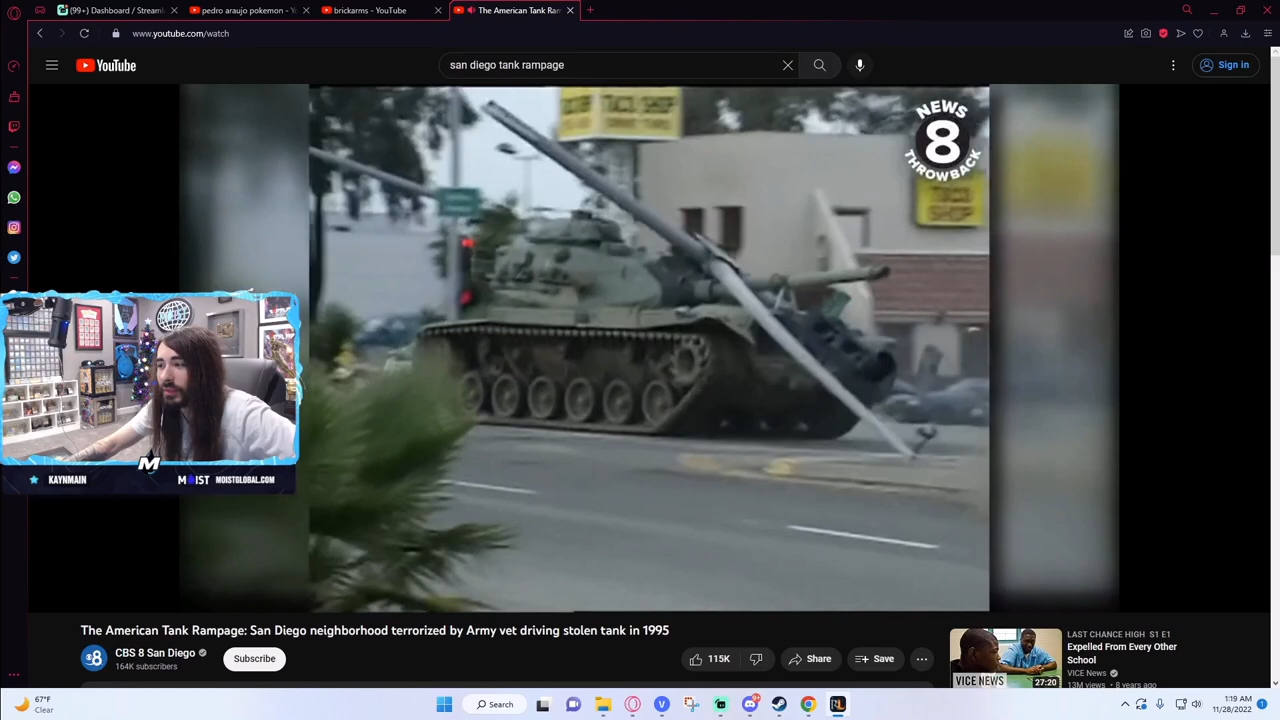 (99+) Dashboard / Streaml
pedro araujo pokemon - Yo
brickarms - YouTube
The American Tank Ram
www.youtube.com/watch
YouTube
san diego tank rampage
Sign in
TACO SHOP
NEWS
8
THROWBACK
TACO
SHOP
KAYNMAIN
M
MOIST
MOISTGLOBAL.COM
The American Tank Rampage: San Diego neighborhood terrorized by Army vet driving stolen tank in 1995
CBS 8 San Diego
164K subscribers
Subscribe
115K
Share
Save
LAST CHANCE HIGH S1 E1
Expelled From Every Other
School
VICE News
13M views • 8 years ago
VICE NEWS
27:20
67°F
Clear
Search
1:19 AM
11/28/2022